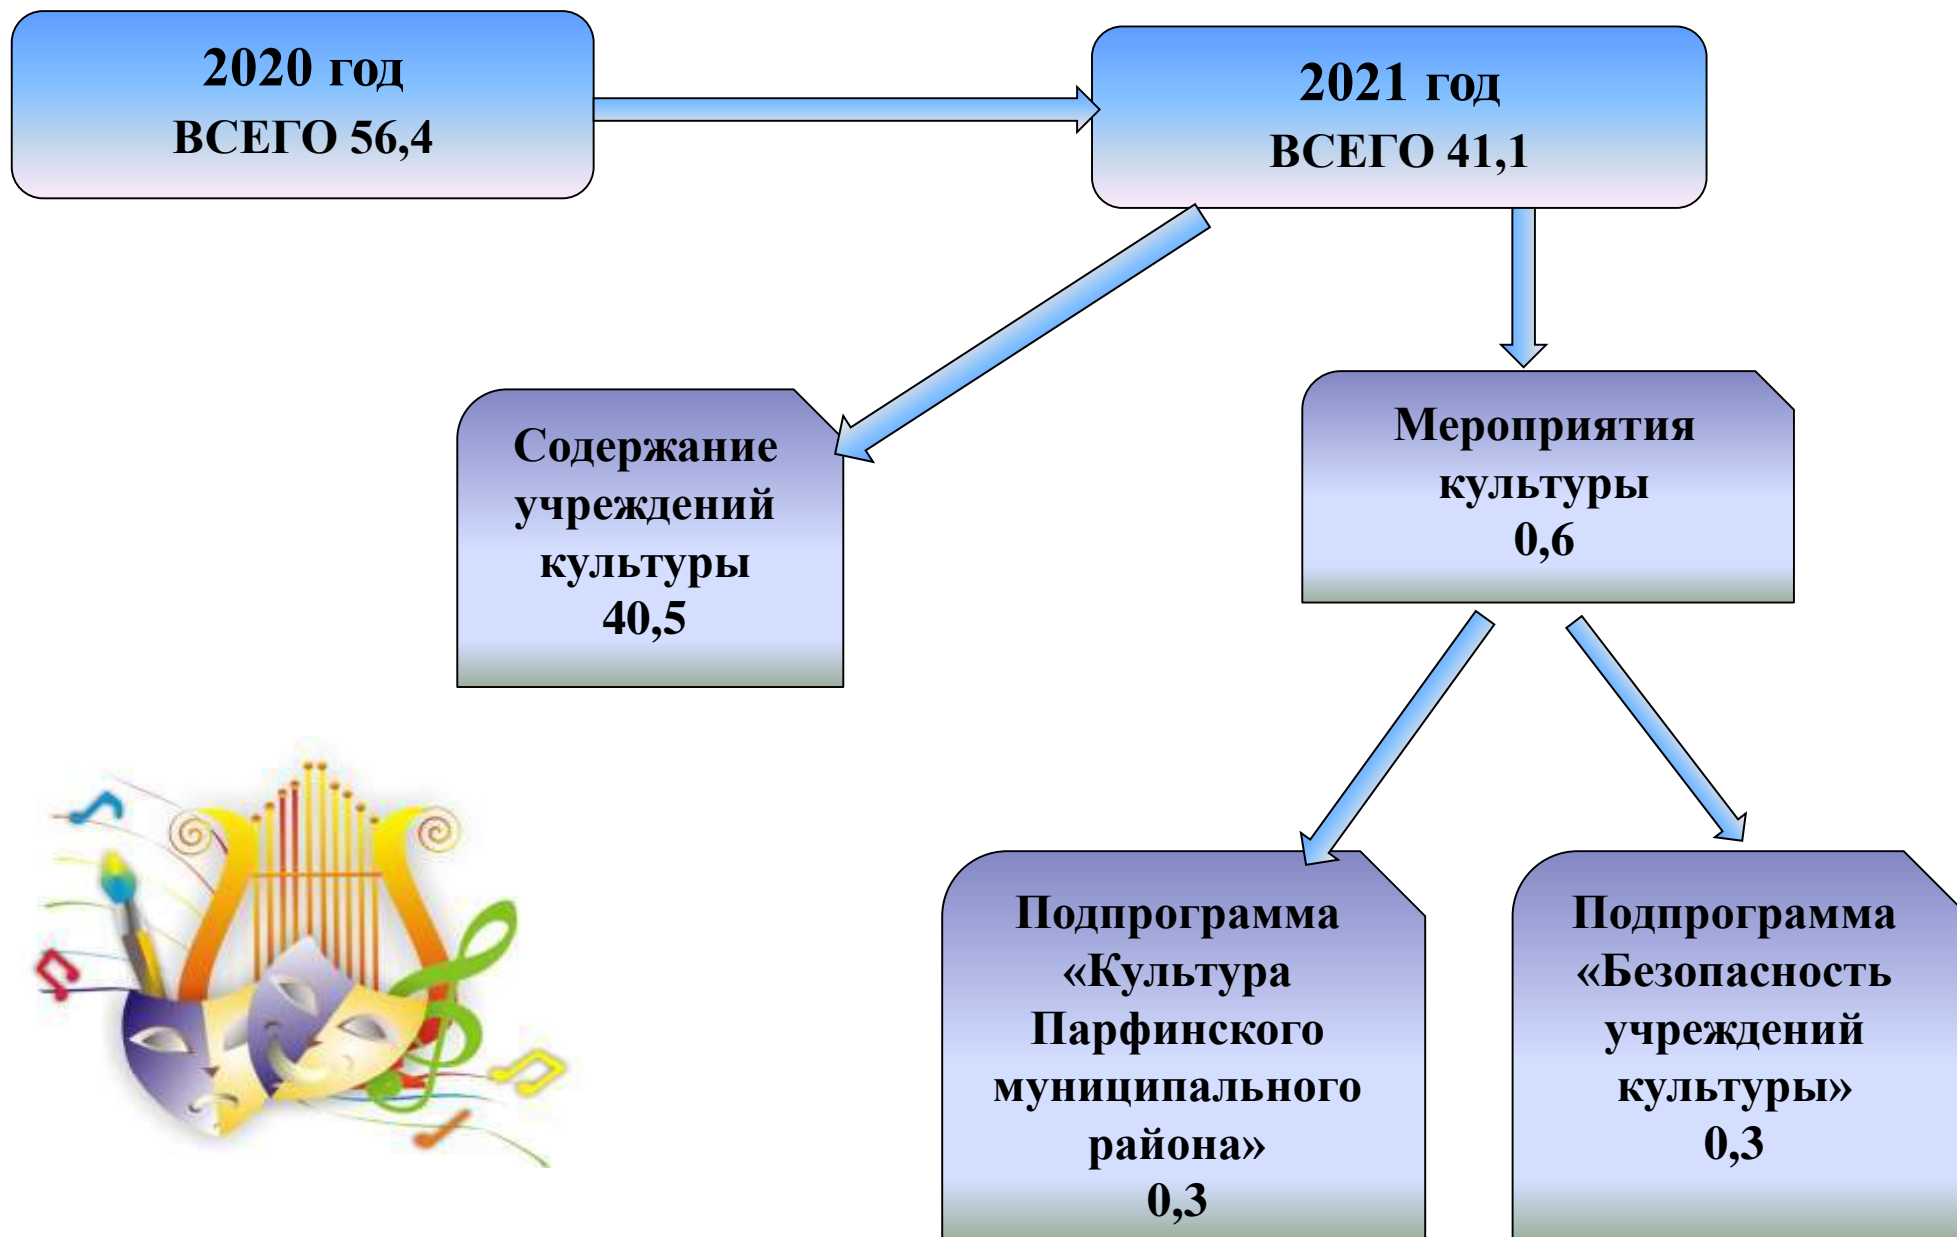 2020 год
ВСЕГО 56,4
2021 год
ВСЕГО 41,1
Содержание
учреждений
культуры
40,5
Мероприятия
культуры
0,6
Подпрограмма
«Культура
Парфинского
муниципального
района»
0,3
Подпрограмма
«Безопасность
учреждений
культуры»
0,3